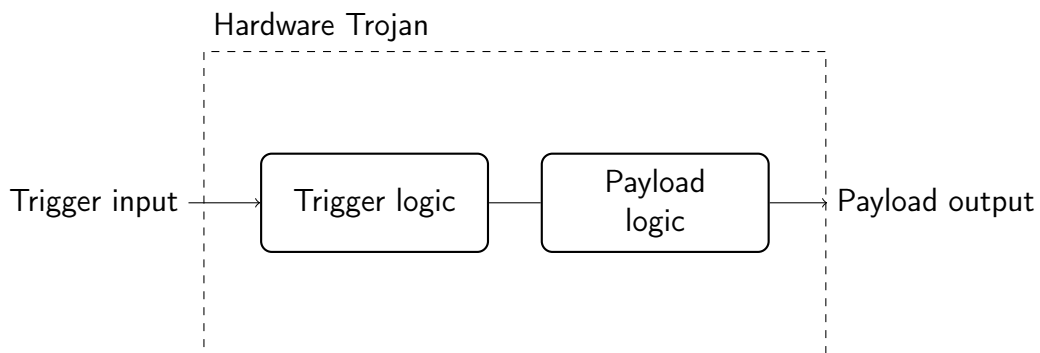 Hardware Trojan
Trigger input
Trigger logic
Payload
logic
Payload output